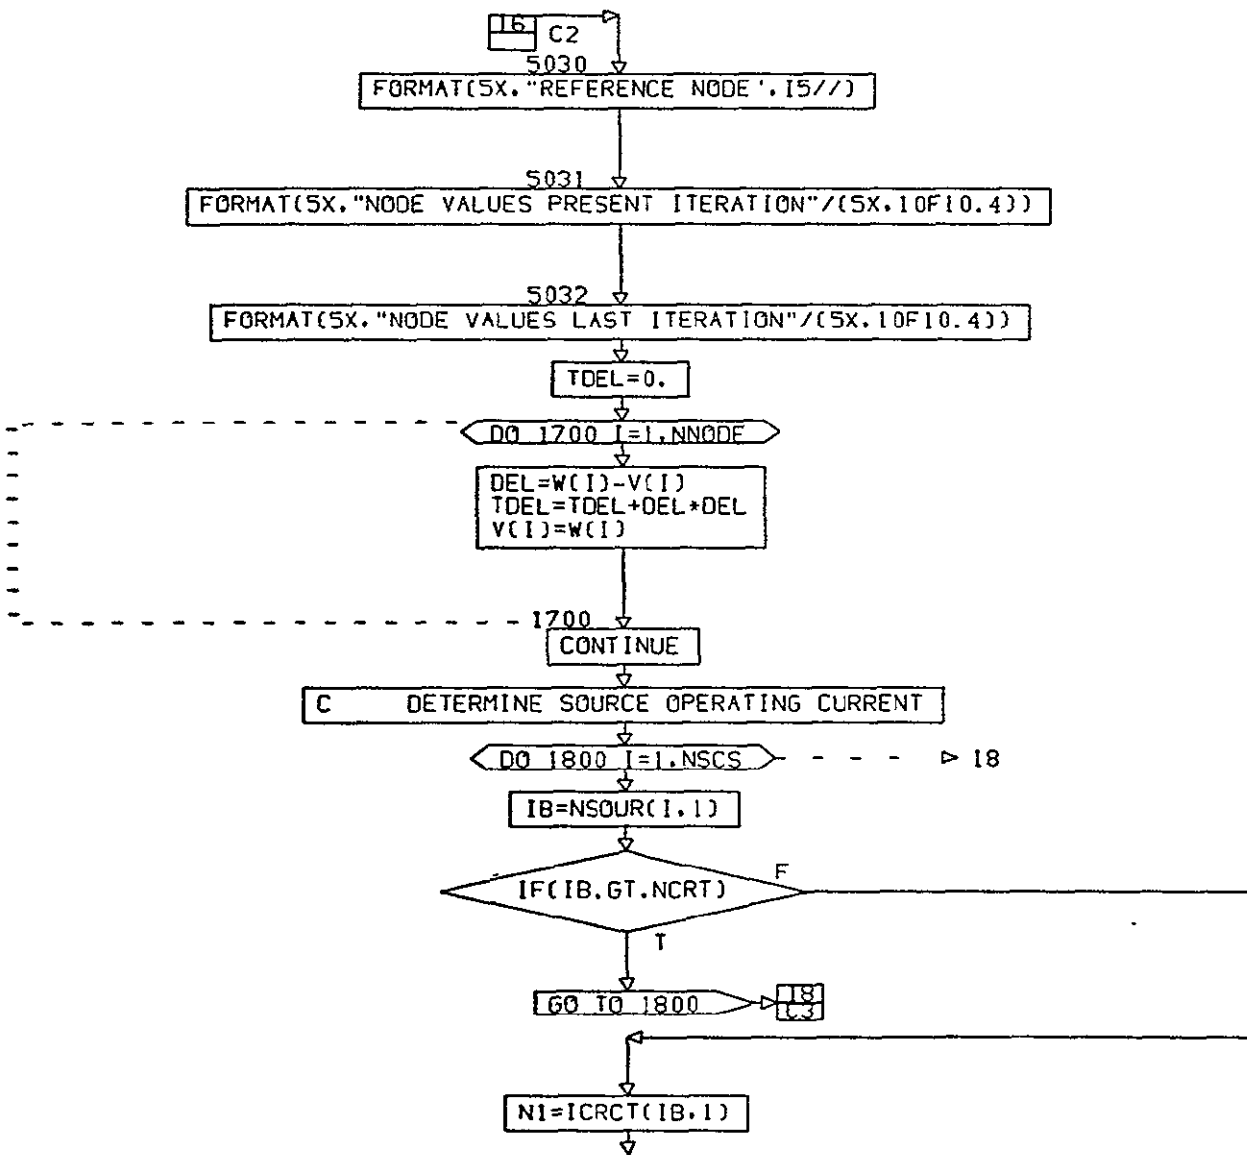 16
C2
5030
FORMAT(5X."REFERENCE NODE'.I5//)
5031
FORMAT(5X."NODE VALUES PRESENT ITERATION"/(5X.10F10.4))
5032
FORMAT(5X."NODE VALUES LAST ITERATION"/(5X.10F10.4))
TDEL=0.
DO 1700 I=1.NNODE
DEL=W(I)-V(I)
TDEL=TDEL+DEL*DEL
V(I)=W(I)
1700
CONTINUE
C DETERMINE SOURCE OPERATING CURRENT
DO 1800 I=1.NSCS
18
IB=NSOUR(I.1)
IF(IB.GT.NCRT)
F
T
GO TO 1800
18
C3
N1=ICRCT(IB.1)